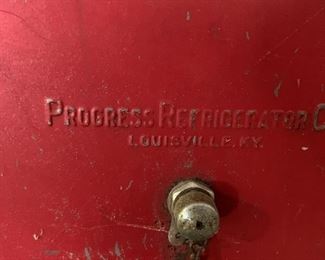 PROGRESS REFRIGERATOR C
LOUISVILLE, KY.